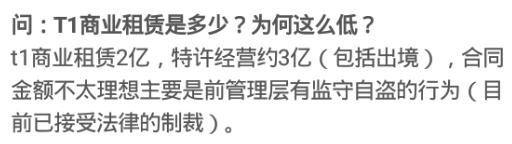 问：T1商业租赁是多少？为何这么低？
t1商业租赁2亿，特许经营约3亿（包括出境），合同
金额不太理想主要是前管理层有监守自盗的行为（目
前已接受法律的制裁）。